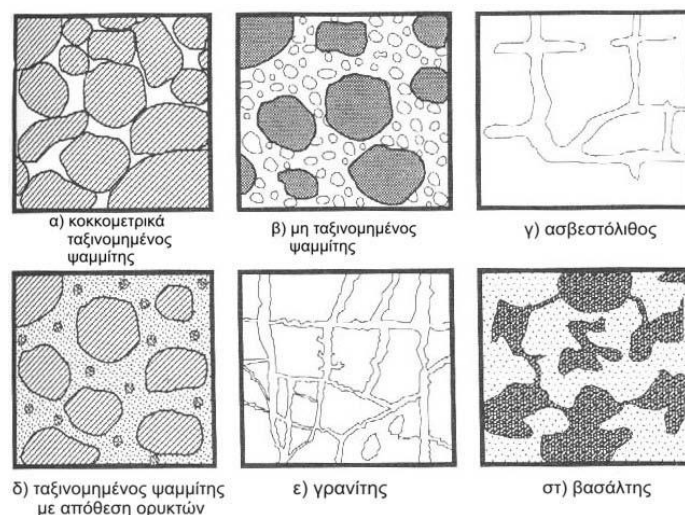 α) κοκκομετρικά
ταξινομημένος
ψαμμίτης
β) μη ταξινομημένος
ψαμμίτης
γ) ασβεστόλιθος
δ) ταξινομημένος ψαμμίτης
με απόθεση ορυκτών
ε) γρανίτης
στ) βασάλτης